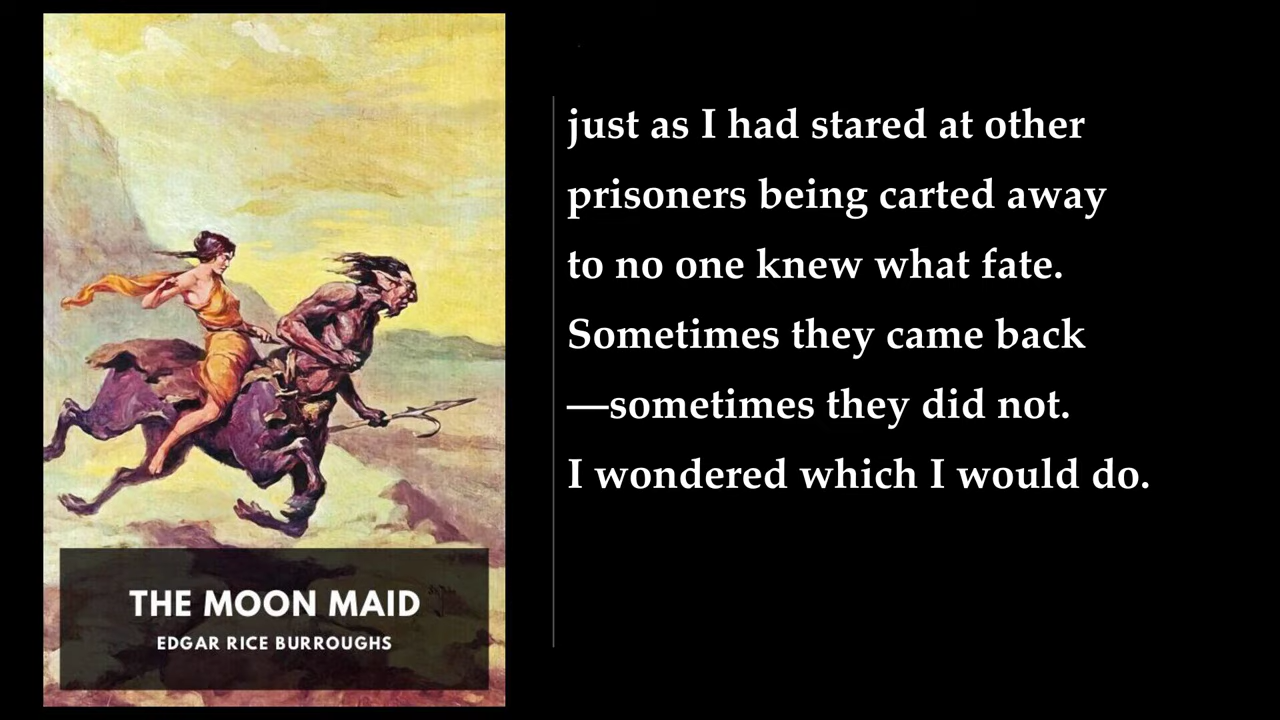 just as I had stared at other
prisoners being carted away
to no one knew what fate.
Sometimes they came back
—sometimes they did not.
I wondered which I would do.
THE MOON MAID
EDGAR RICE BURROUGHS